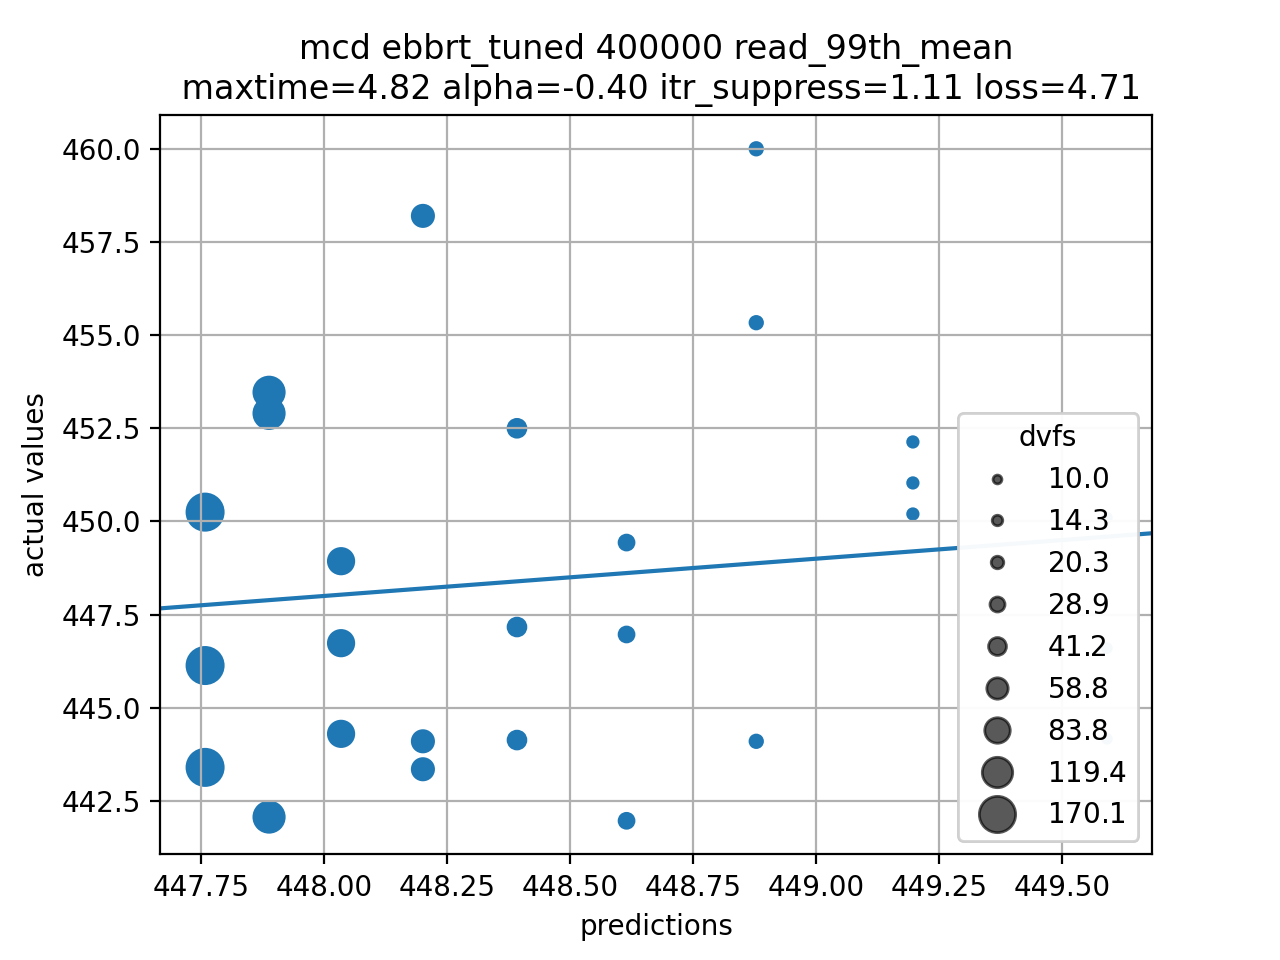 mcd ebbrt_tuned 400000 read_99th_mean
maxtime=4.82 alpha=-0.40 itr_suppress=1.11 loss=4.71
460.0
457.5
455.0
452.5
450.0
447.5
445.0
442.5
actual values
dvfs
10.0
14.3
20.3
28.9
41.2
58.8
83.8
119.4
170.1
447.75 448.00 448.25 448.50 448.75 449.00 449.25 449.50
predictions